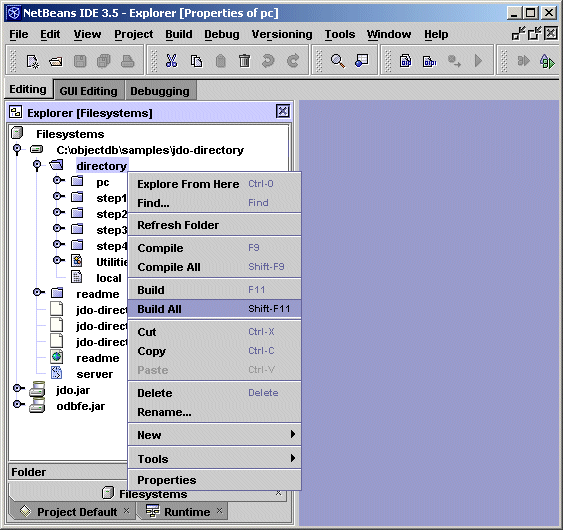 NetBeans IDE 3.5 - Explorer [Properties of pc]
File Edit View Project Build Debug Versioning Tools Window Help
Editing GUI Editing Debugging
Explorer [Filesystems]
Filesystems
C:\objectdb\samples\jdo-directory
directory
pc
step1
step2
step3
step4
Utilitie
local
readme
jdo-direct
jdo-direct
jdo-direct
readme
server
jdo.jar
odbfe.jar
Explore From Here Ctrl-O
Find... Find
Refresh Folder
Compile F9
Compile All Shift-F9
Build F11
Build All Shift-F11
Cut Ctrl-X
Copy Ctrl-C
Paste Ctrl-V
Delete Delete
Rename...
New
Tools
Properties
Folder
Filesystems
Project Default Runtime